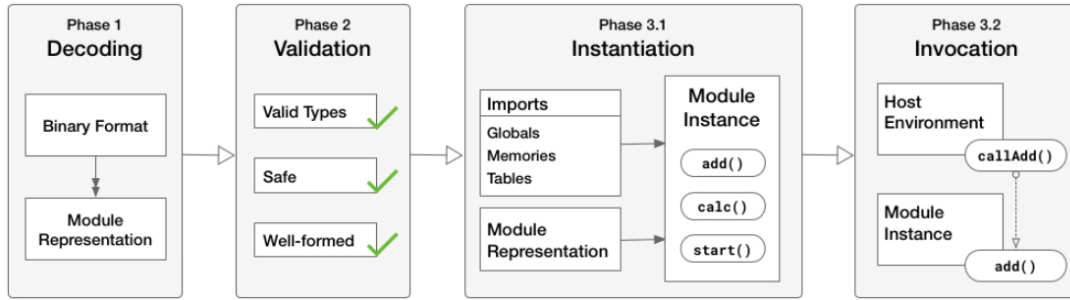 Phase 1
Decoding
Binary Format
Module
Representation
Phase 2
Validation
Valid Types
Safe
Well-formed
Phase 3.1
Instantiation
Imports
Globals
Memories
Tables
Module
Representation
Module
Instance
add()
calc()
start()
Phase 3.2
Invocation
Host
Environment
callAdd()
Module
Instance
add()